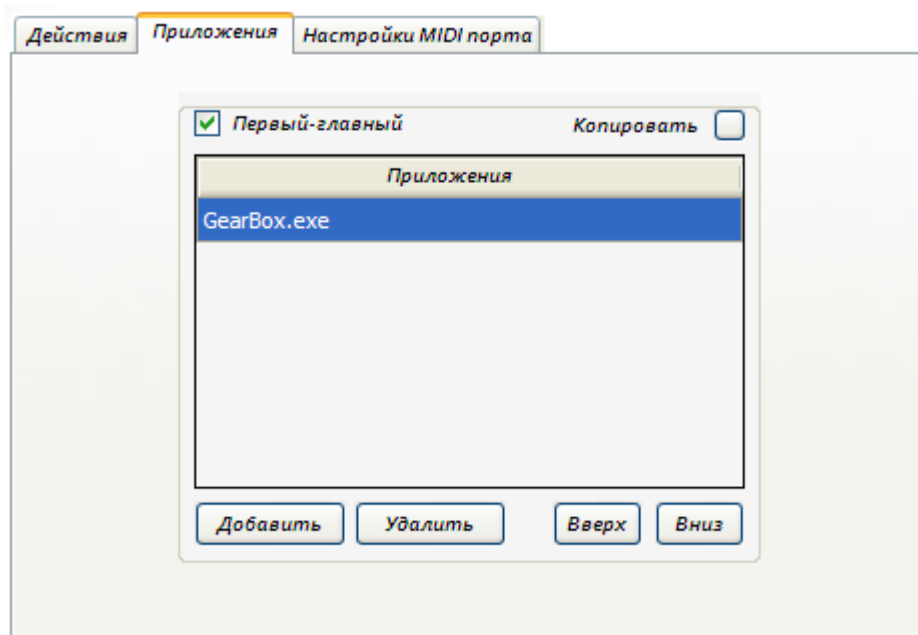 Действия Приложения Настройки MIDI порта
Первый-главный Копировать
Приложения
GearBox.exe
Добавить Удалить Вверх Вниз